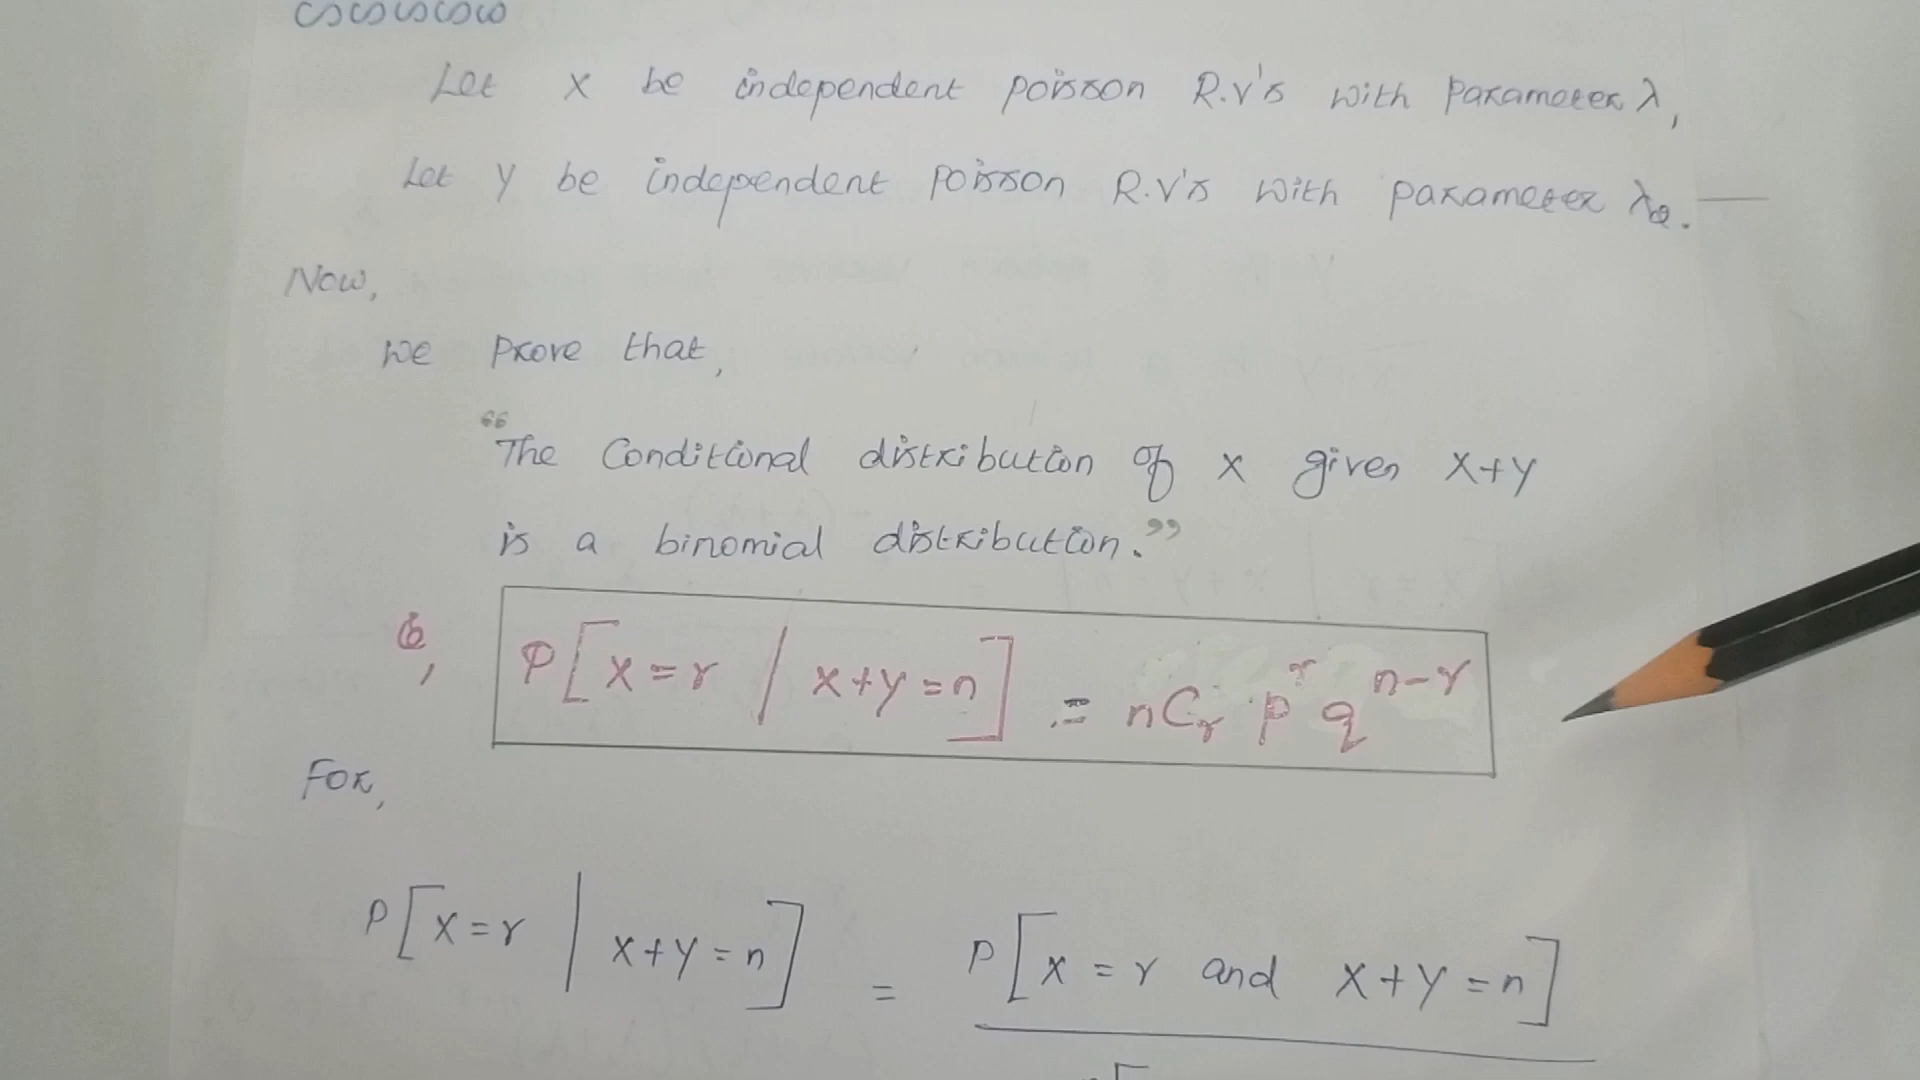 Let X be independent poisson R.V's with parameter λ,
Let y be independent poisson R.V's with parameter λ2.
Now,
we prove that,
"The Conditional distribution of X given X+Y
is a binomial distribution."
P[X=r / X+Y=n] = nCr p^r q^n-r
For,
P[X=r | X+Y=n] = P[X=r and X+Y=n]